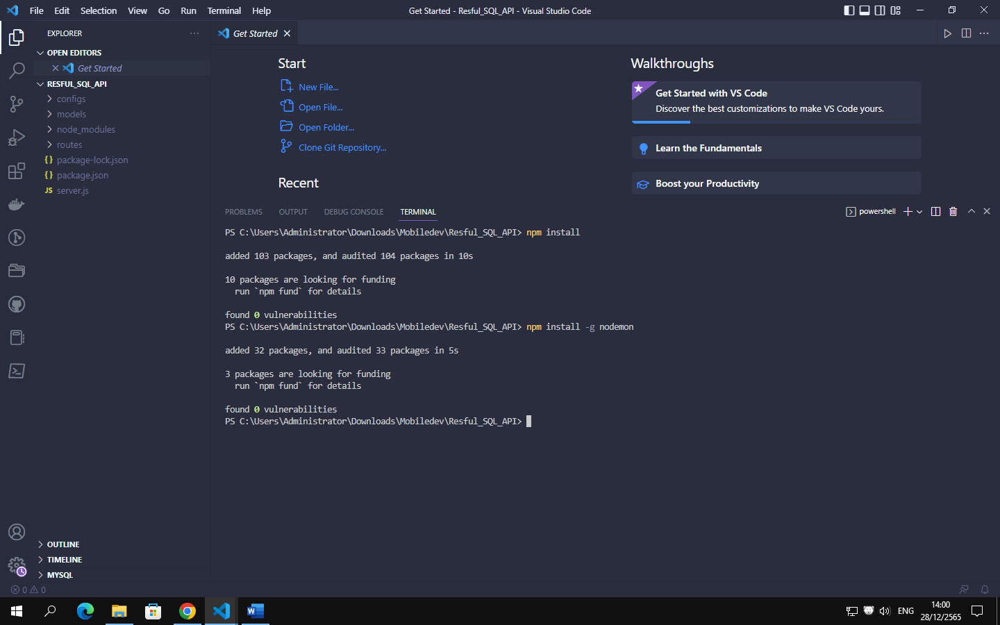 File Edit Selection View Go Run Terminal Help
Get Started - Resful_SQL_API - Visual Studio Code
EXPLORER
OPEN EDITORS
Get Started
RESFUL_SQL_API
configs
models
node_modules
routes
package-lock.json
package.json
JS server.js
OUTLINE
TIMELINE
MYSQL
Get Started
Start
New File...
Open File...
Open Folder...
Clone Git Repository...
Recent
Walkthroughs
Get Started with VS Code
Discover the best customizations to make VS Code yours.
Learn the Fundamentals
Boost your Productivity
PROBLEMS OUTPUT DEBUG CONSOLE TERMINAL
powershell
PS C:\Users\Administrator\Downloads\Mobiledev\Resful_SQL_API> npm install
added 103 packages, and audited 104 packages in 10s
10 packages are looking for funding
run `npm fund` for details
found 0 vulnerabilities
PS C:\Users\Administrator\Downloads\Mobiledev\Resful_SQL_API> npm install -g nodemon
added 32 packages, and audited 33 packages in 5s
3 packages are looking for funding
run `npm fund` for details
found 0 vulnerabilities
PS C:\Users\Administrator\Downloads\Mobiledev\Resful_SQL_API>
0 0
ENG
14:00
28/12/2565